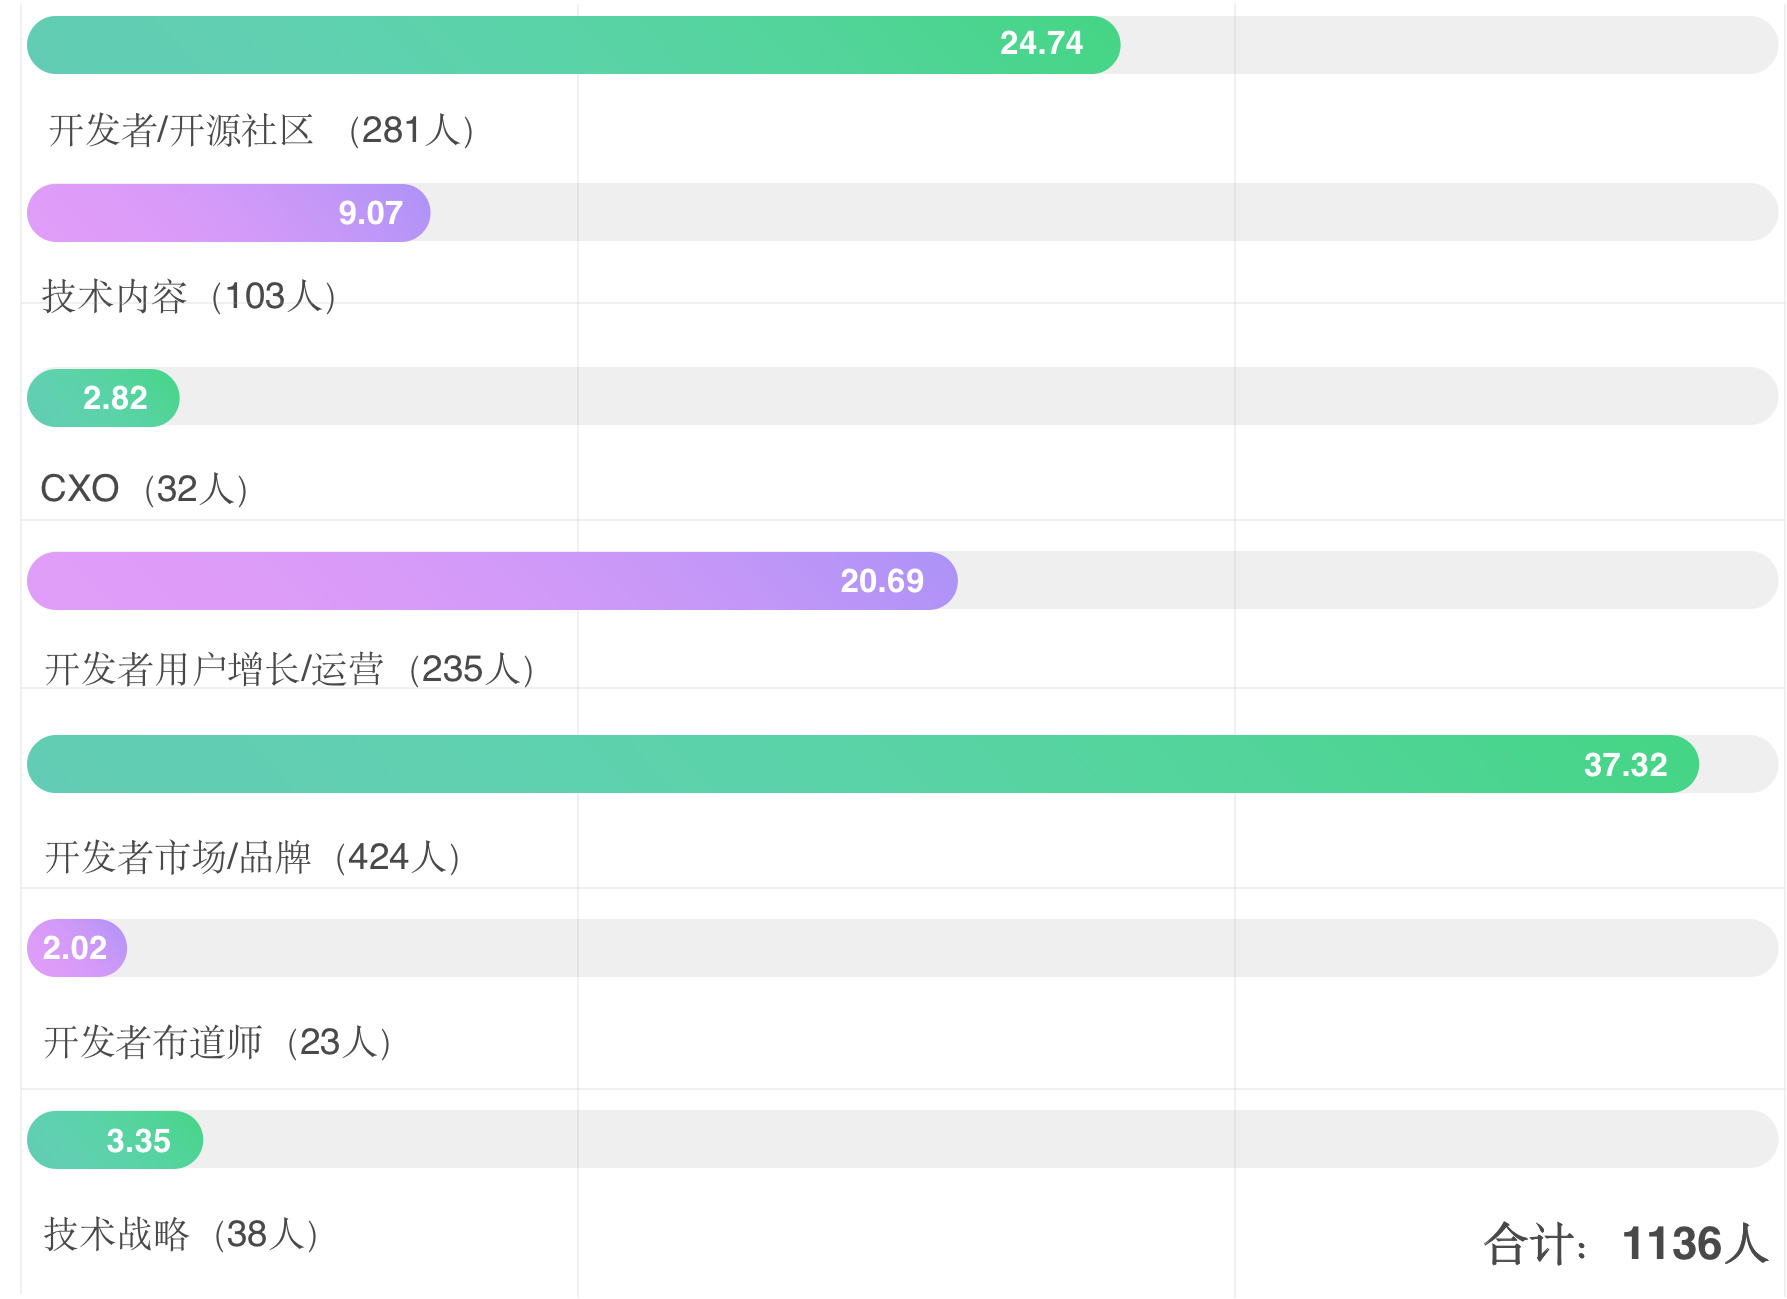 24.74
开发者/开源社区 （281人）
9.07
技术内容（103人）
2.82
CXO（32人）
20.69
开发者用户增长/运营（235人）
37.32
开发者市场/品牌（424人）
2.02
开发者布道师（23人）
3.35
技术战略（38人）
合计： 1136人